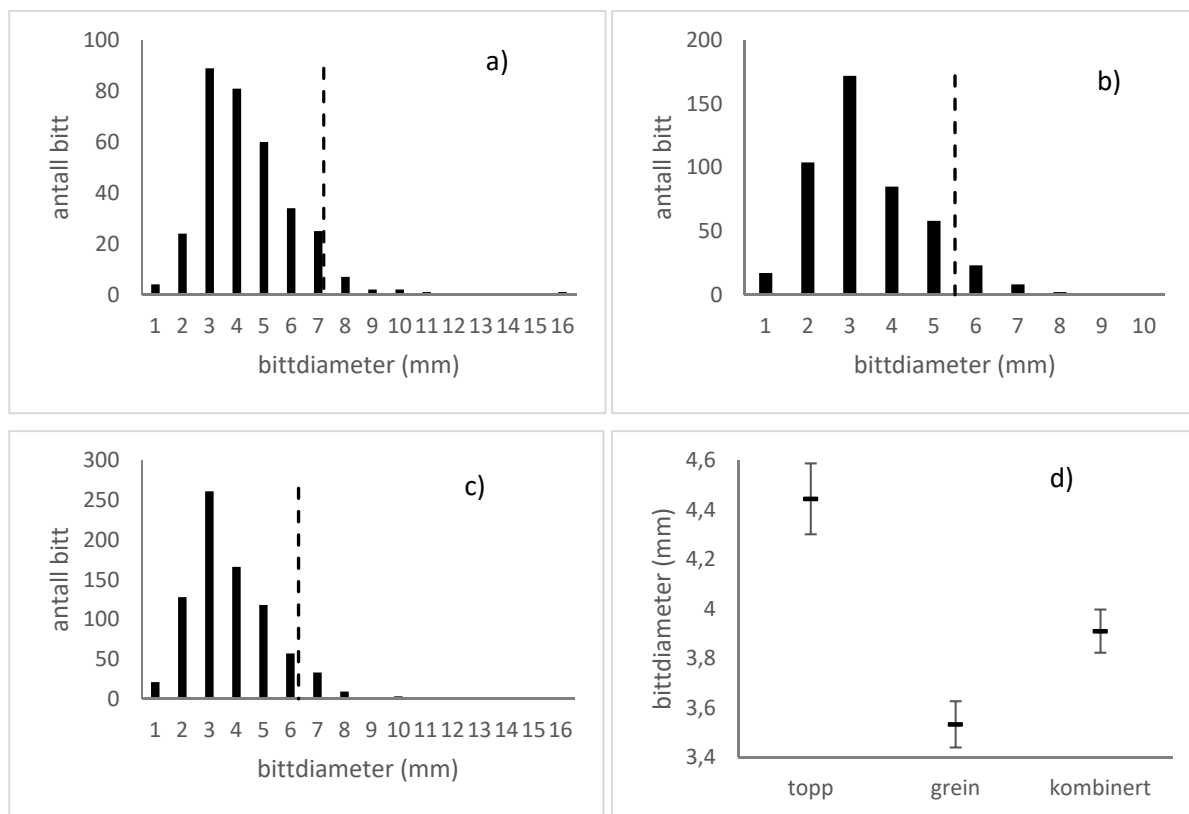 a)
100
80
60
40
20
0
antall bitt
1 2 3 4 5 6 7 8 9 10 11 12 13 14 15 16
bittdiameter (mm)
b)
200
150
100
50
0
antall bitt
1 2 3 4 5 6 7 8 9 10
bittdiameter (mm)
c)
300
250
200
150
100
50
0
antall bitt
1 2 3 4 5 6 7 8 9 10 11 12 13 14 15 16
bittdiameter (mm)
d)
4,6
4,4
4,2
4
3,8
3,6
3,4
bittdiameter (mm)
topp grein kombinert